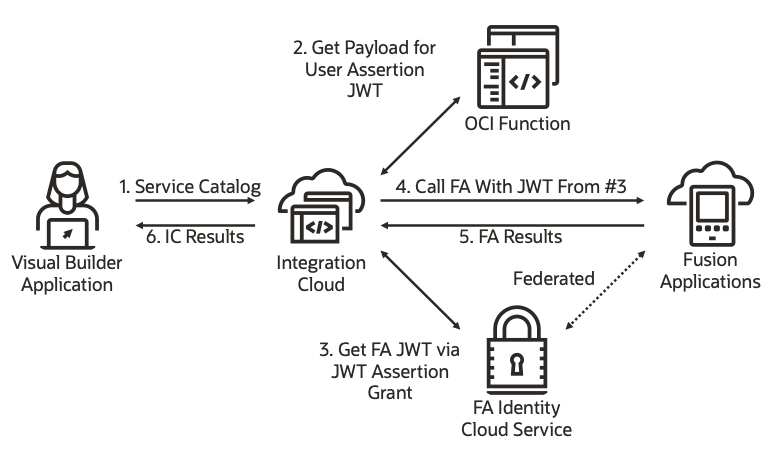 2. Get Payload for
User Assertion
JWT
OCI Function
1. Service Catalog
4. Call FA With JWT From #3
6. IC Results
5. FA Results
Visual Builder
Application
Integration
Cloud
Fusion
Applications
Federated
3. Get FA JWT via
JWT Assertion
Grant
FA Identity
Cloud Service